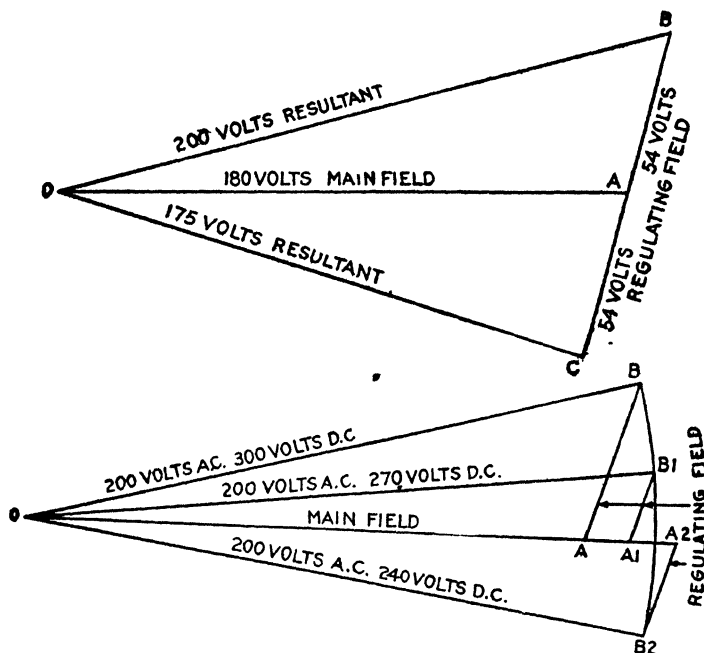 B
200 VOLTS RESULTANT
54 VOLTS
REGULATING FIELD
O
180 VOLTS MAIN FIELD
A
175 VOLTS RESULTANT
54 VOLTS
C
B
200 VOLTS A.C. 300 VOLTS D.C
B1
200 VOLTS A.C. 270 VOLTS D.C.
O
MAIN FIELD
A
A1
A2
REGULATING FIELD
200 VOLTS A.C. 240 VOLTS D.C.
B2